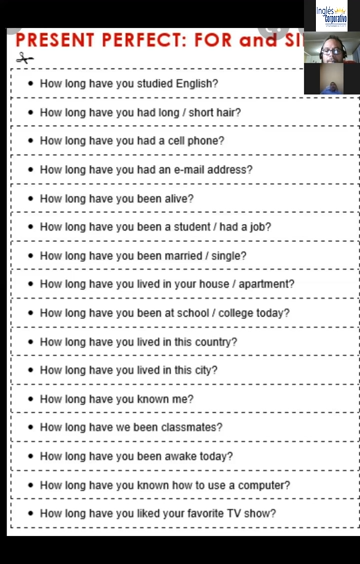 Inglés
Corporativo
PRESENT PERFECT: FOR and
How long have you studied English?
How long have you had long / short hair?
How long have you had a cell phone?
How long have you had an e-mail address?
How long have you been alive?
How long have you been a student / had a job?
How long have you been married / single?
How long have you lived in your house / apartment?
How long have you been at school / college today?
How long have you lived in this country?
How long have you lived in this city?
How long have you known me?
How long have we been classmates?
How long have you been awake today?
How long have you known how to use a computer?
How long have you liked your favorite TV show?